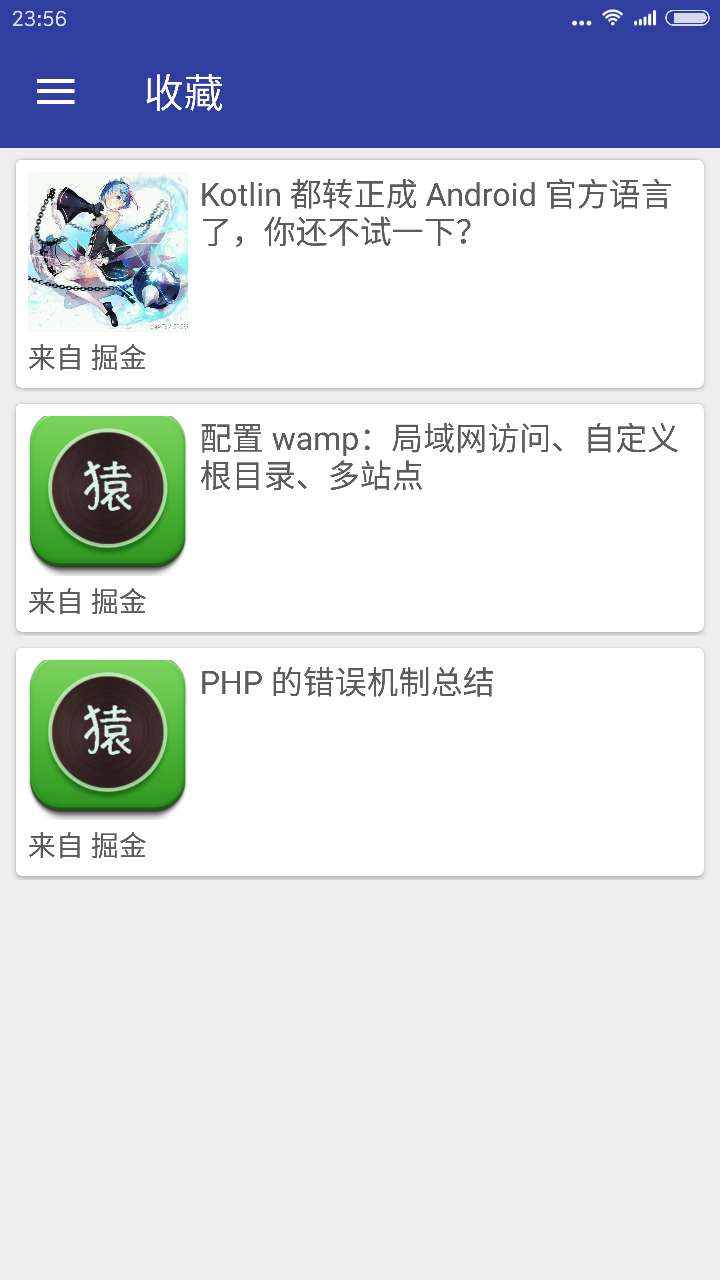 23:56
收藏
Kotlin 都转正成 Android 官方语言
了，你还不试一下？
来自 掘金
猿
配置 wamp：局域网访问、自定义
根目录、多站点
来自 掘金
猿
PHP 的错误机制总结
来自 掘金